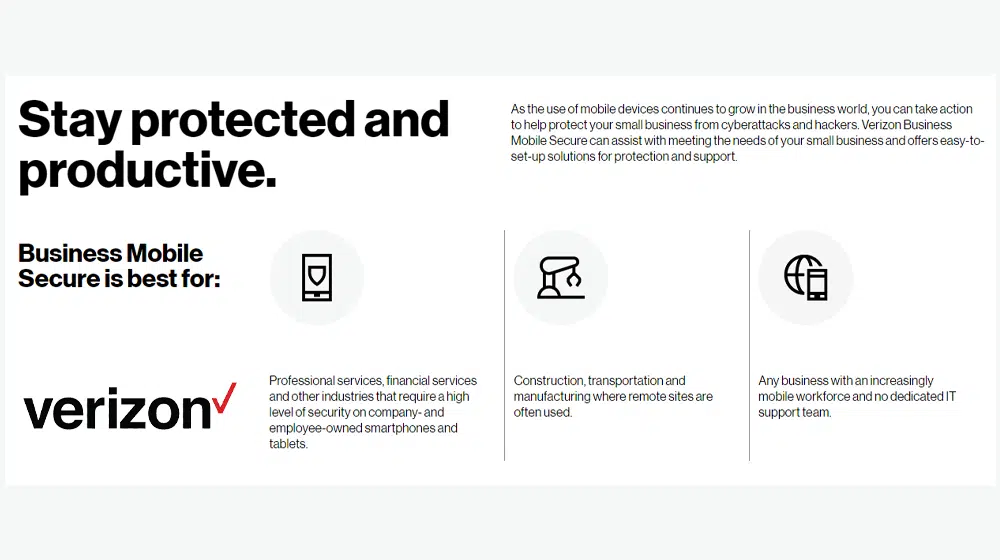 Stay protected and
productive.
As the use of mobile devices continues to grow in the business world, you can take action
to help protect your small business from cyberattacks and hackers. Verizon Business
Mobile Secure can assist with meeting the needs of your small business and offers easy-to-
set-up solutions for protection and support.
Business Mobile
Secure is best for:
verizon
Professional services, financial services
and other industries that require a high
level of security on company- and
employee-owned smartphones and
tablets.
Construction, transportation and
manufacturing where remote sites are
often used.
Any business with an increasingly
mobile workforce and no dedicated IT
support team.